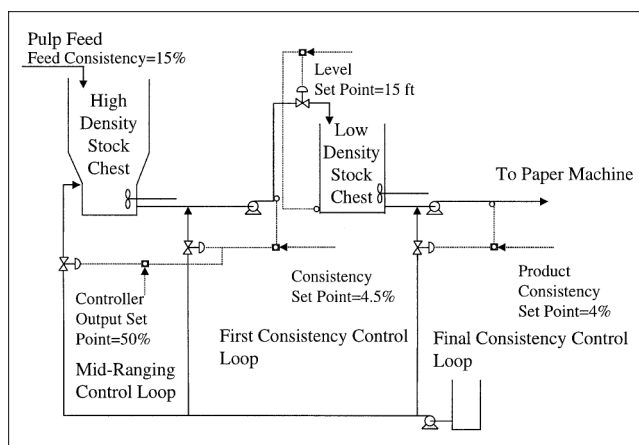 Pulp Feed
Feed Consistency=15%
High
Density
Stock
Chest
Level
Set Point=15 ft
Low
Density
Stock
Chest
To Paper Machine
Controller
Output Set
Point=50%
Mid-Ranging
Control Loop
Consistency
Set Point=4.5%
First Consistency Control
Loop
Product
Consistency
Set Point=4%
Final Consistency Control
Loop